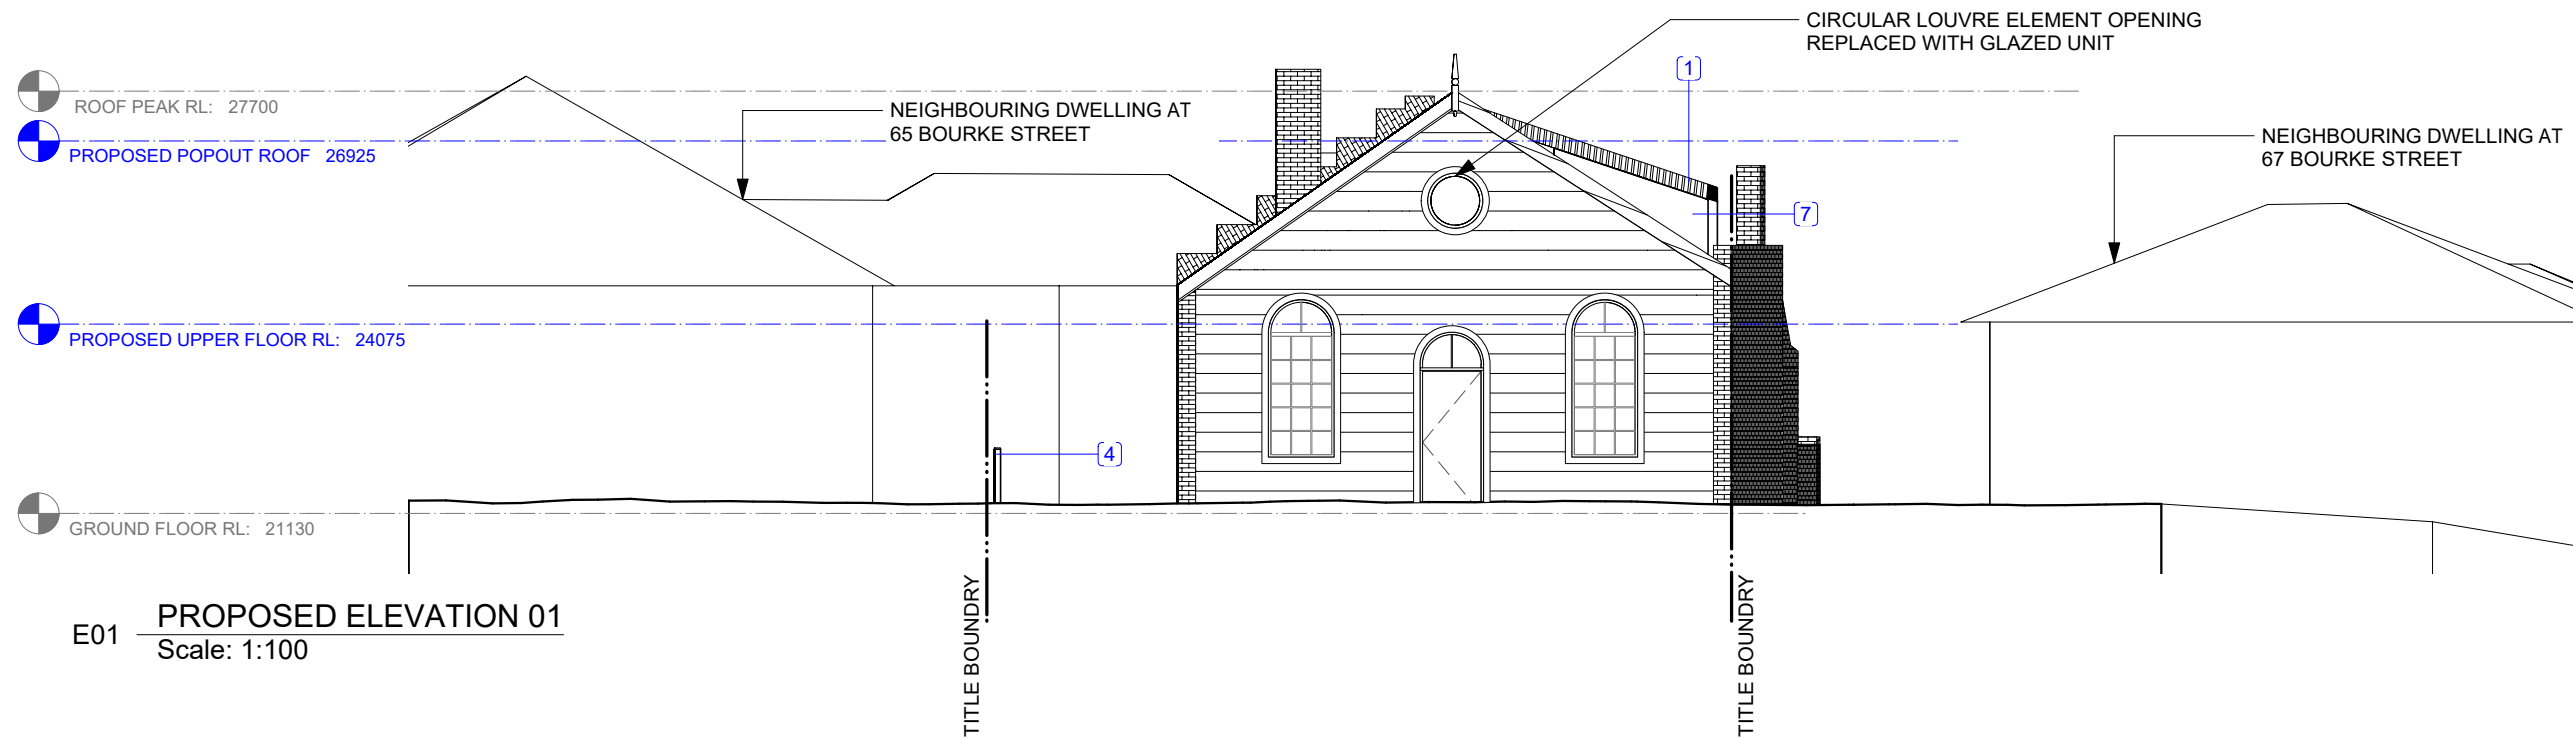 CIRCULAR LOUVRE ELEMENT OPENING
REPLACED WITH GLAZED UNIT
1
ROOF PEAK RL: 27700
NEIGHBOURING DWELLING AT
65 BOURKE STREET
PROPOSED POPOUT ROOF 26925
NEIGHBOURING DWELLING AT
67 BOURKE STREET
7
PROPOSED UPPER FLOOR RL: 24075
4
GROUND FLOOR RL: 21130
E01
PROPOSED ELEVATION 01
Scale: 1:100
TITLE BOUNDRY
TITLE BOUNDRY